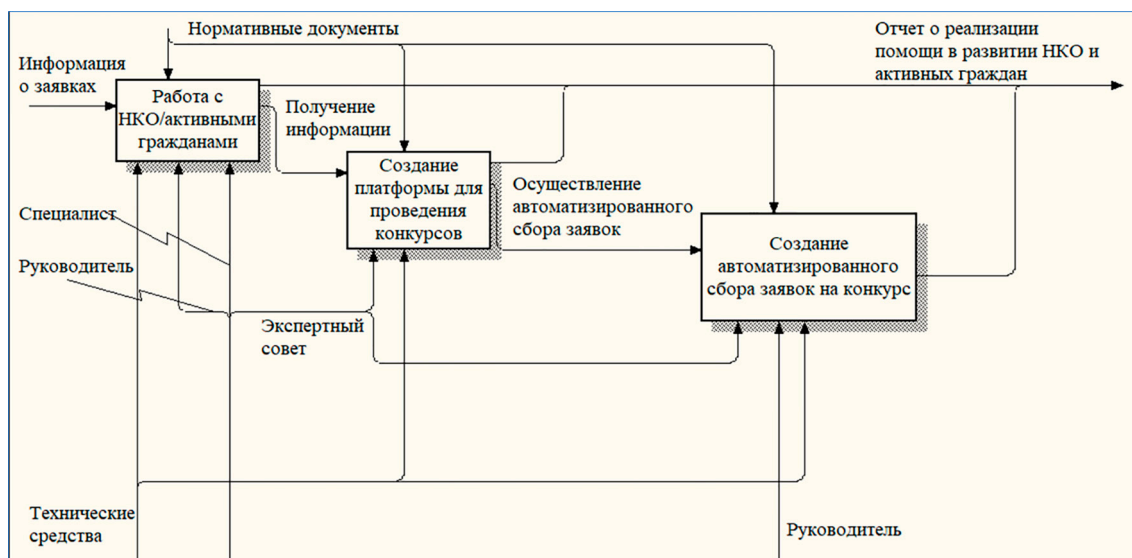 Нормативные документы
Отчет о реализации
помощи в развитии НКО и
активных граждан
Информация
о заявках
Работа с
НКО/активными
гражданами
Получение
информации
Создание
платформы для
проведения
конкурсов
Осуществление
автоматизированного
сбора заявок
Создание
автоматизированного
сбора заявок на конкурс
Специалист
Руководитель
Экспертный
совет
Технические
средства
Руководитель